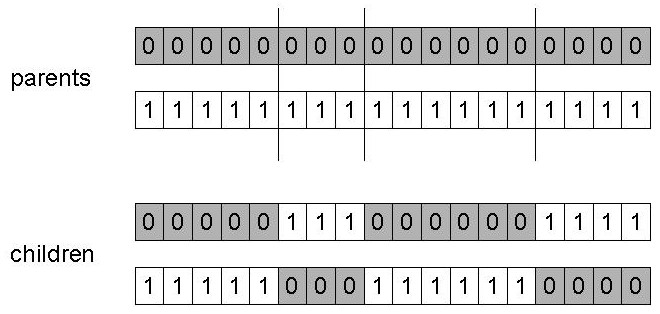 0 0 0 0 0 0 0 0 0 0 0 0 0 0 0 0 0 0
parents
1 1 1 1 1 1 1 1 1 1 1 1 1 1 1 1 1 1
0 0 0 0 0 1 1 1 0 0 0 0 0 0 1 1 1 1
children
1 1 1 1 1 0 0 0 1 1 1 1 1 1 0 0 0 0